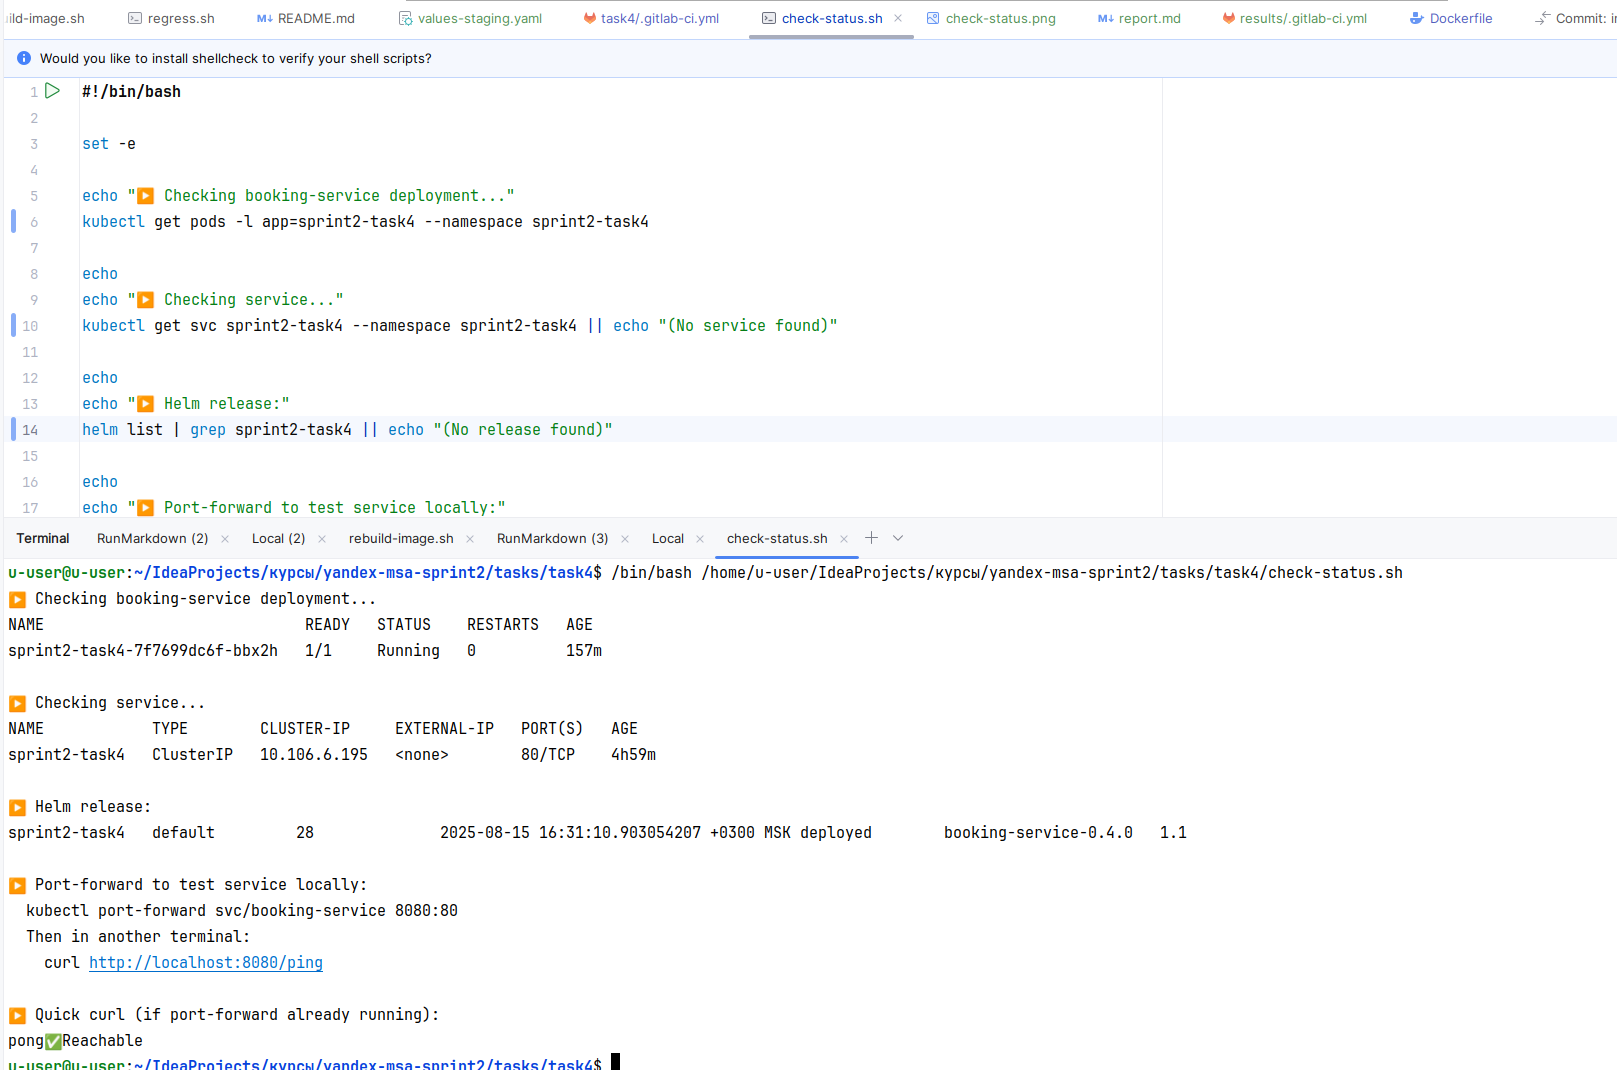 ild-image.sh regress.sh README.md values-staging.yaml task4/.gitlab-ci.yml check-status.sh check-status.png report.md results/.gitlab-ci.yml Dockerfile Commit: i
Would you like to install shellcheck to verify your shell scripts?
1 #!/bin/bash
2
3 set -e
4
5 echo "▶️ Checking booking-service deployment..."
6 kubectl get pods -l app=sprint2-task4 --namespace sprint2-task4
7
8 echo
9 echo "▶️ Checking service..."
10 kubectl get svc sprint2-task4 --namespace sprint2-task4 || echo "(No service found)"
11
12 echo
13 echo "▶️ Helm release:"
14 helm list | grep sprint2-task4 || echo "(No release found)"
15
16 echo
17 echo "▶️ Port-forward to test service locally:"
Terminal RunMarkdown (2) Local (2) rebuild-image.sh RunMarkdown (3) Local check-status.sh
u-user@u-user:~/IdeaProjects/курсы/yandex-msa-sprint2/tasks/task4$ /bin/bash /home/u-user/IdeaProjects/курсы/yandex-msa-sprint2/tasks/task4/check-status.sh
▶️ Checking booking-service deployment...
NAME READY STATUS RESTARTS AGE
sprint2-task4-7f7699dc6f-bbx2h 1/1 Running 0 157m
▶️ Checking service...
NAME TYPE CLUSTER-IP EXTERNAL-IP PORT(S) AGE
sprint2-task4 ClusterIP 10.106.6.195 <none> 80/TCP 4h59m
▶️ Helm release:
sprint2-task4 default 28 2025-08-15 16:31:10.903054207 +0300 MSK deployed booking-service-0.4.0 1.1
▶️ Port-forward to test service locally:
kubectl port-forward svc/booking-service 8080:80
Then in another terminal:
curl http://localhost:8080/ping
▶️ Quick curl (if port-forward already running):
pong✅Reachable
u-user@u-user:~/IdeaProjects/курсы/yandex-msa-sprint2/tasks/task4$